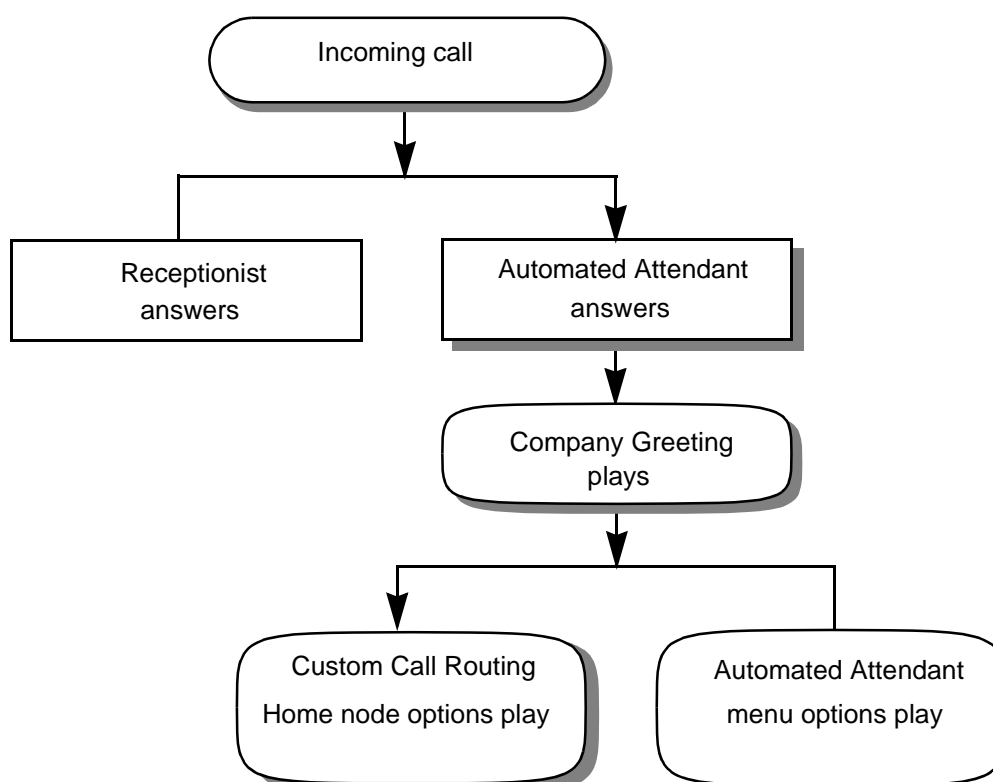 Incoming call
Receptionist
answers
Automated Attendant
answers
Company Greeting
plays
Custom Call Routing
Home node options play
Automated Attendant
menu options play